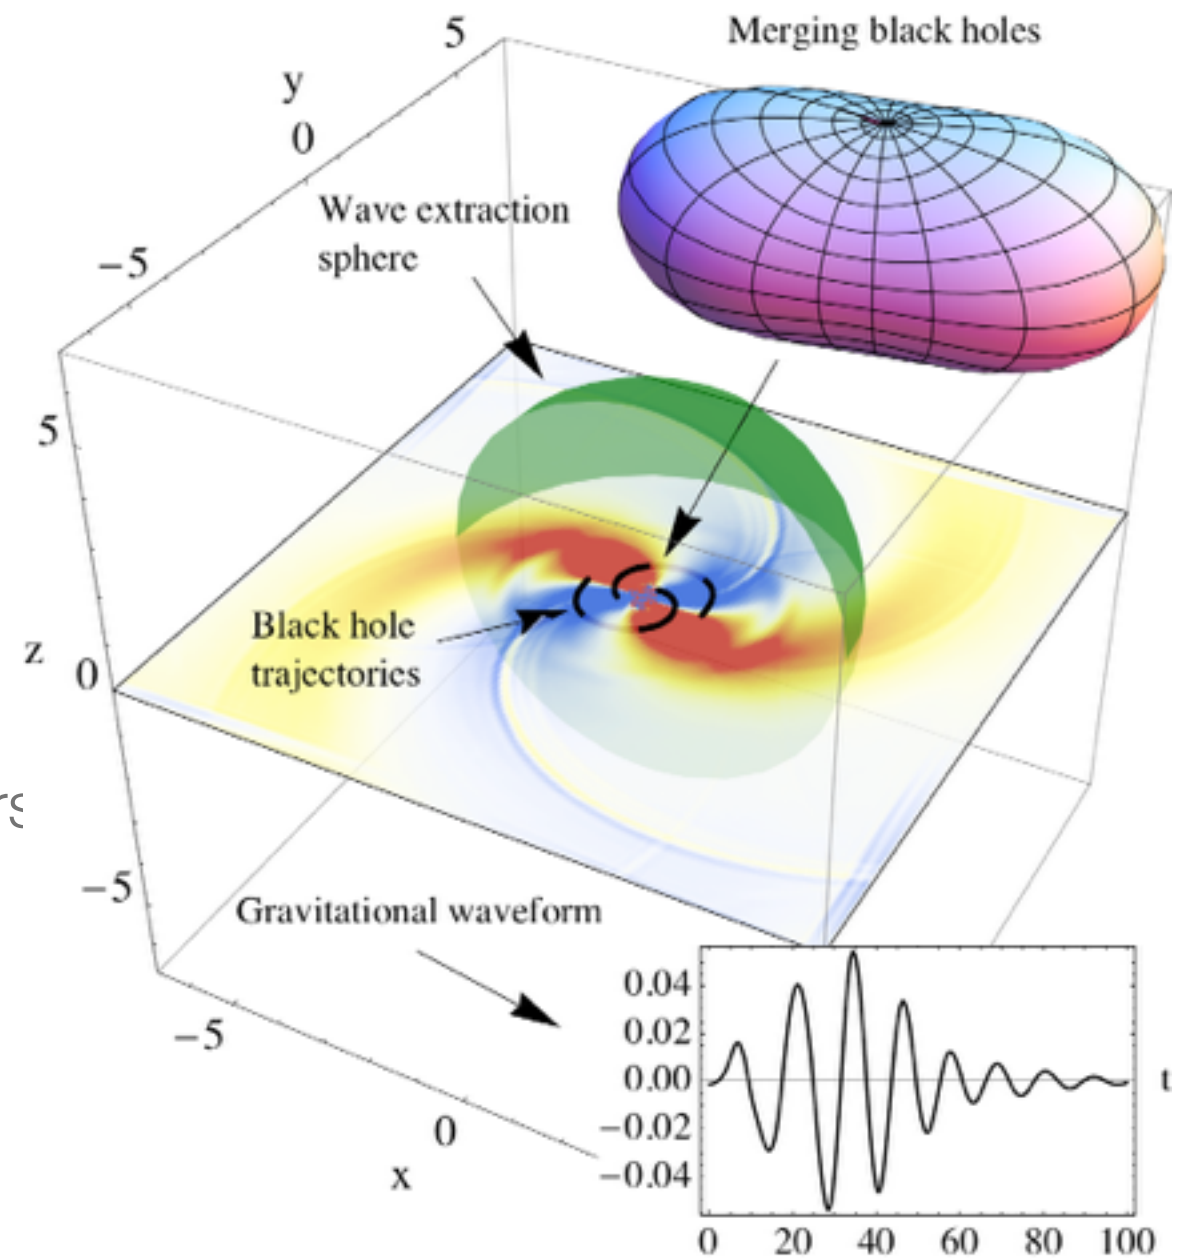 Merging black holes
5
y
0
−5
Wave extraction
sphere
5
Black hole
trajectories
z
0
−5
Gravitational waveform
−5
0
x
0.04
0.02
0.00
−0.02
−0.04
t
0 20 40 60 80 100